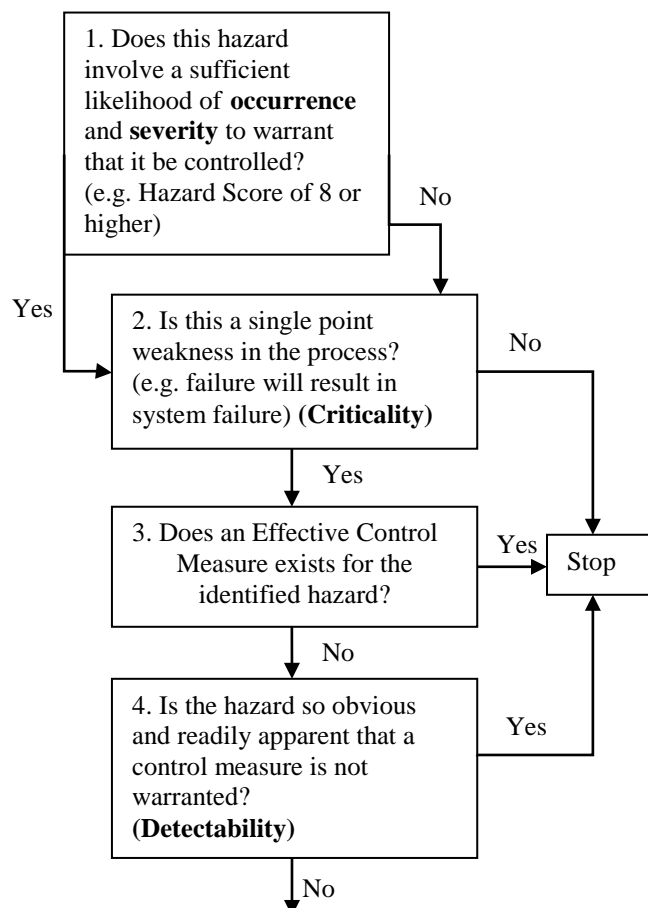 1. Does this hazard
involve a sufficient
likelihood of occurrence
and severity to warrant
that it be controlled?
(e.g. Hazard Score of 8 or
higher)
No
Yes
2. Is this a single point
weakness in the process?
(e.g. failure will result in
system failure) (Criticality)
No
Yes
3. Does an Effective Control
Measure exists for the
identified hazard?
Yes
Stop
No
4. Is the hazard so obvious
and readily apparent that a
control measure is not
warranted?
(Detectability)
Yes
No